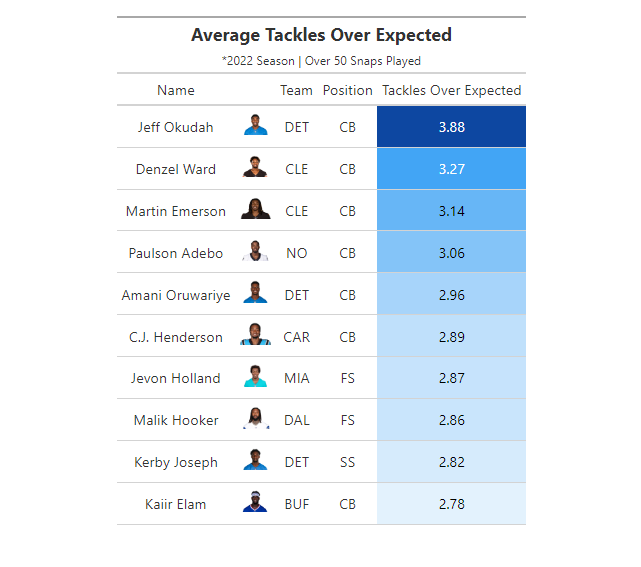 Average Tackles Over Expected
*2022 Season | Over 50 Snaps Played
Name Team Position Tackles Over Expected
Jeff Okudah DET CB 3.88
Denzel Ward CLE CB 3.27
Martin Emerson CLE CB 3.14
Paulson Adebo NO CB 3.06
Amani Oruwariye DET CB 2.96
C.J. Henderson CAR CB 2.89
Jevon Holland MIA FS 2.87
Malik Hooker DAL FS 2.86
Kerby Joseph DET SS 2.82
Kaiir Elam BUF CB 2.78